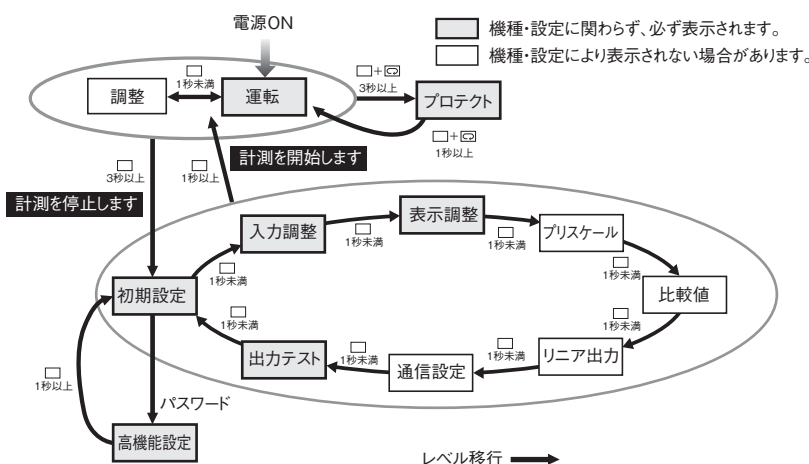 電源ON
機種・設定に関わらず、必ず表示されます。
機種・設定により表示されない場合があります。
調整
1秒未満
運転
+
3秒以上
プロテクト
+
1秒以上
3秒以上
1秒以上
計測を開始します
計測を停止します
入力調整
1秒未満
表示調整
1秒未満
プリスケール
1秒未満
1秒未満
比較値
初期設定
1秒未満
1秒未満
出力テスト
1秒未満
通信設定
1秒未満
リニア出力
1秒以上
パスワード
高機能設定
レベル移行